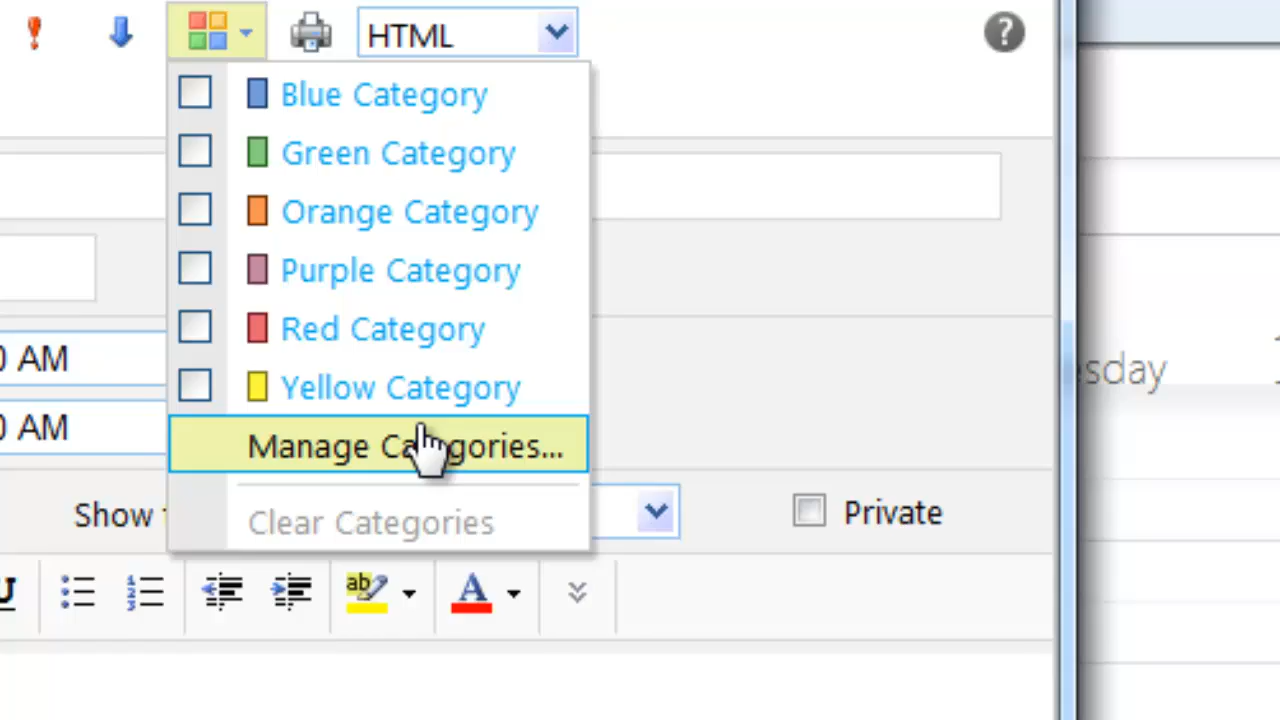 HTML
?
Blue Category
Green Category
Orange Category
Purple Category
Red Category
Yellow Category
0 AM
0 AM
Manage Categories...
Clear Categories
Show
Private
sday
U
ab
A